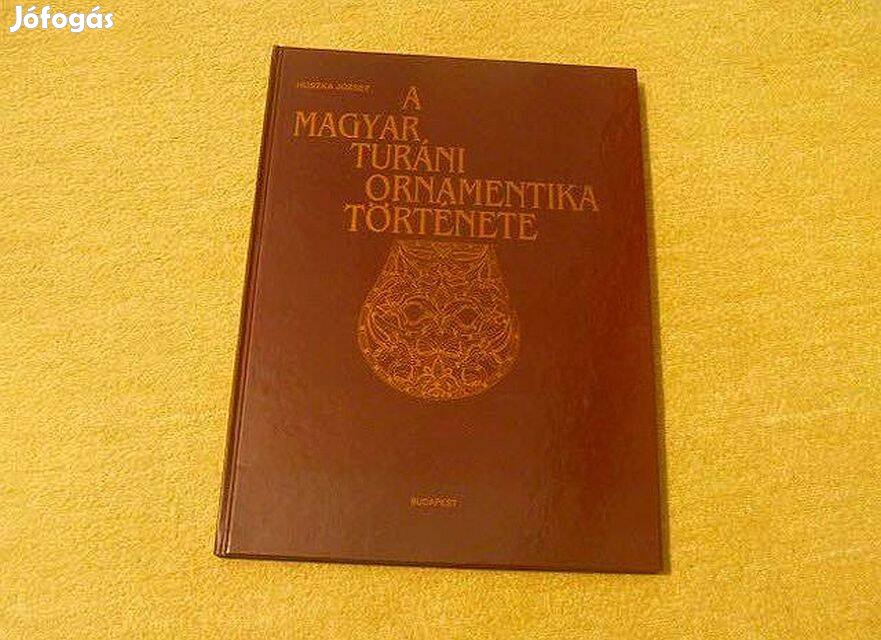 Jófogás
HUSZKA JÓZSEF
A
MAGYAR
TURÁNI
ORNAMENTIKA
TÖRTÉNETE
BUDAPEST